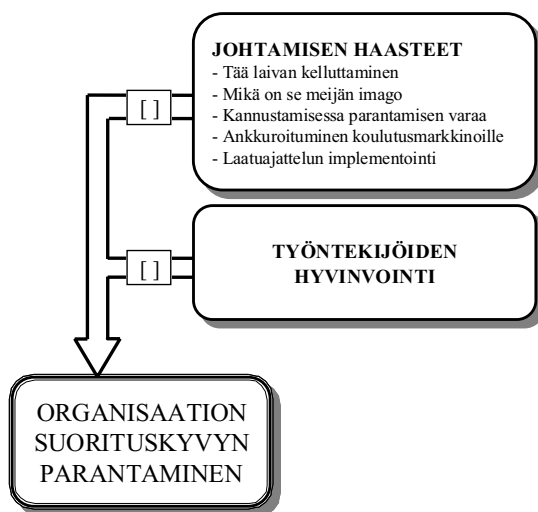 JOHTAMISEN HAASTEET
- Tää laivan kelluttaminen
- Mikä on se meijän imago
- Kannustamisessa parantamisen varaa
- Ankkuroituminen koulutusmarkkinoille
- Laatuajattelun implementointi
[ ]
TYÖNTEKIJÖIDEN
HYVINVOINTI
[ ]
ORGANISAATION
SUORITUSKYVYN
PARANTAMINEN